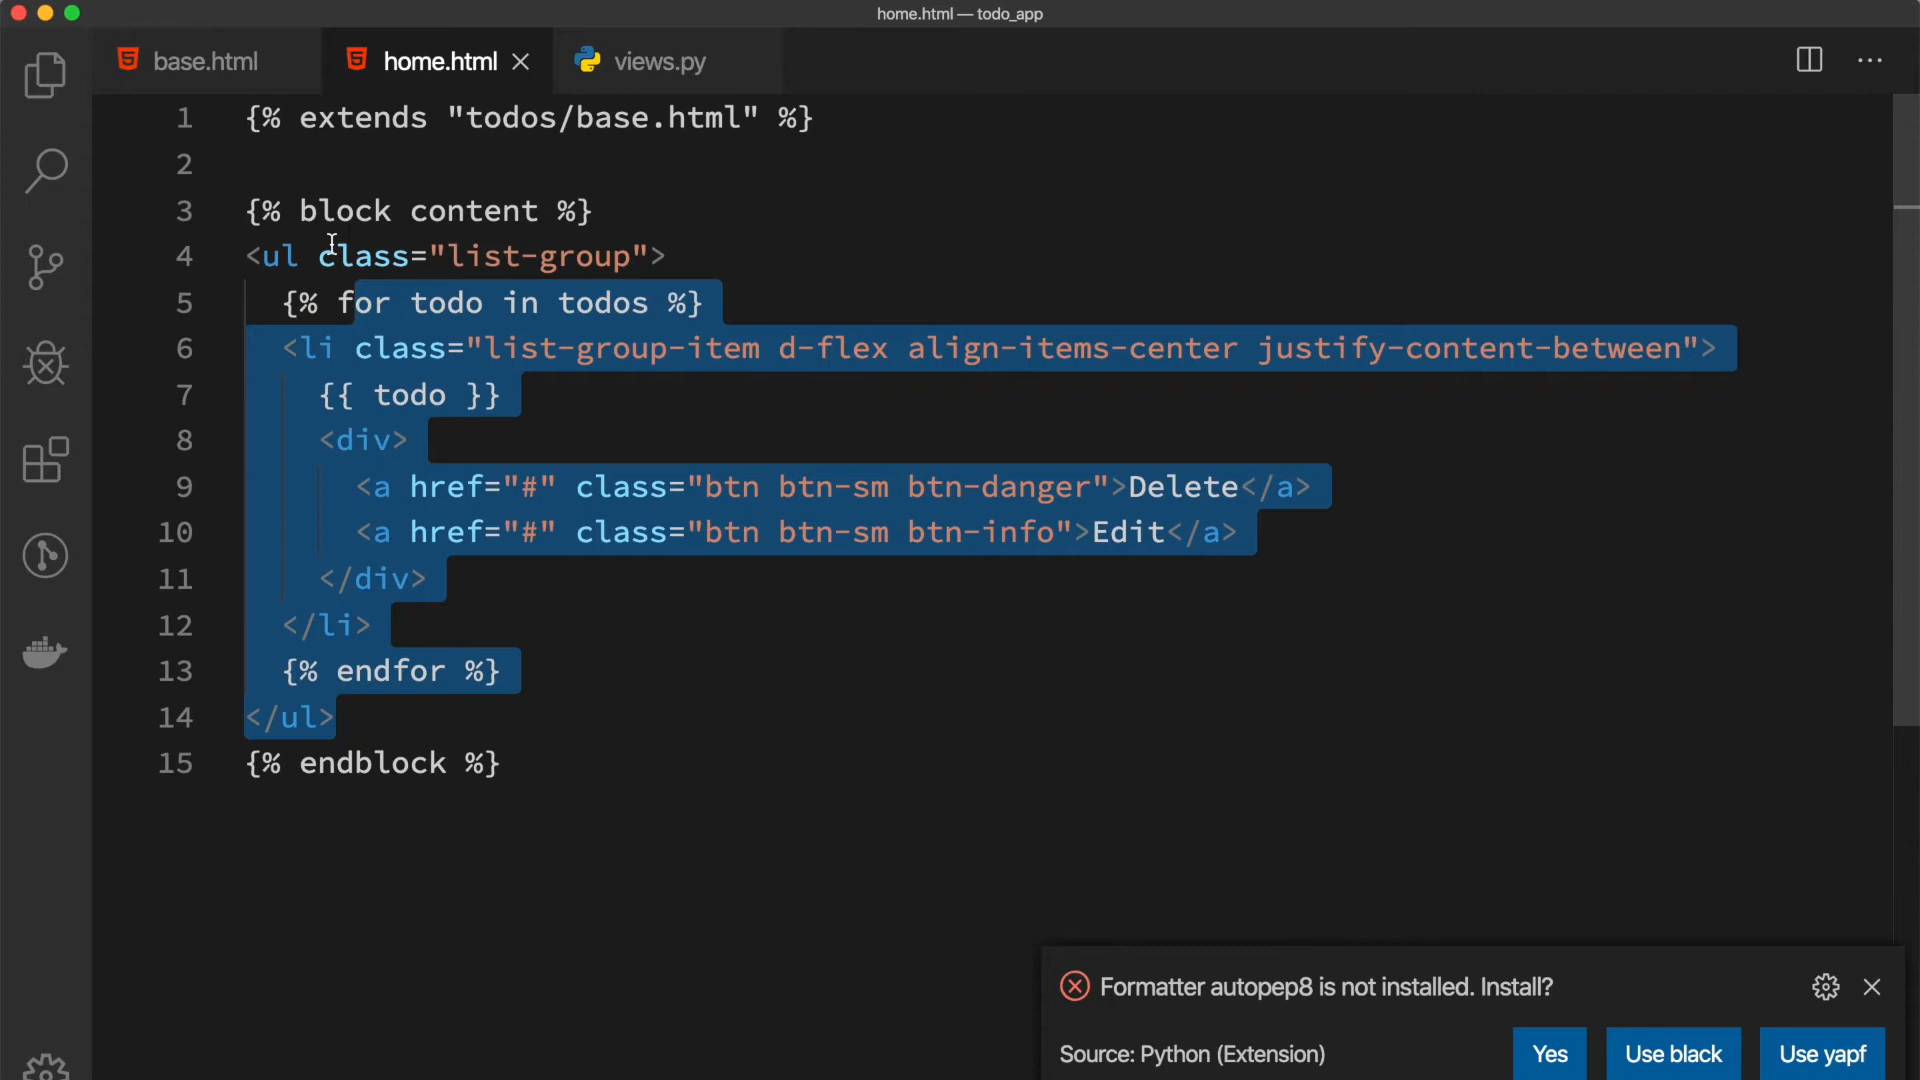 home.html — todo_app
base.html
home.html
views.py
1 {% extends "todos/base.html" %}
2
3 {% block content %}
4 <ul class="list-group">
5   {% for todo in todos %}
6   <li class="list-group-item d-flex align-items-center justify-content-between">
7     {{ todo }}
8     <div>
9       <a href="#" class="btn btn-sm btn-danger">Delete</a>
10       <a href="#" class="btn btn-sm btn-info">Edit</a>
11     </div>
12   </li>
13   {% endfor %}
14 </ul>
15 {% endblock %}
Formatter autopep8 is not installed. Install?
Source: Python (Extension)
Yes
Use black
Use yapf